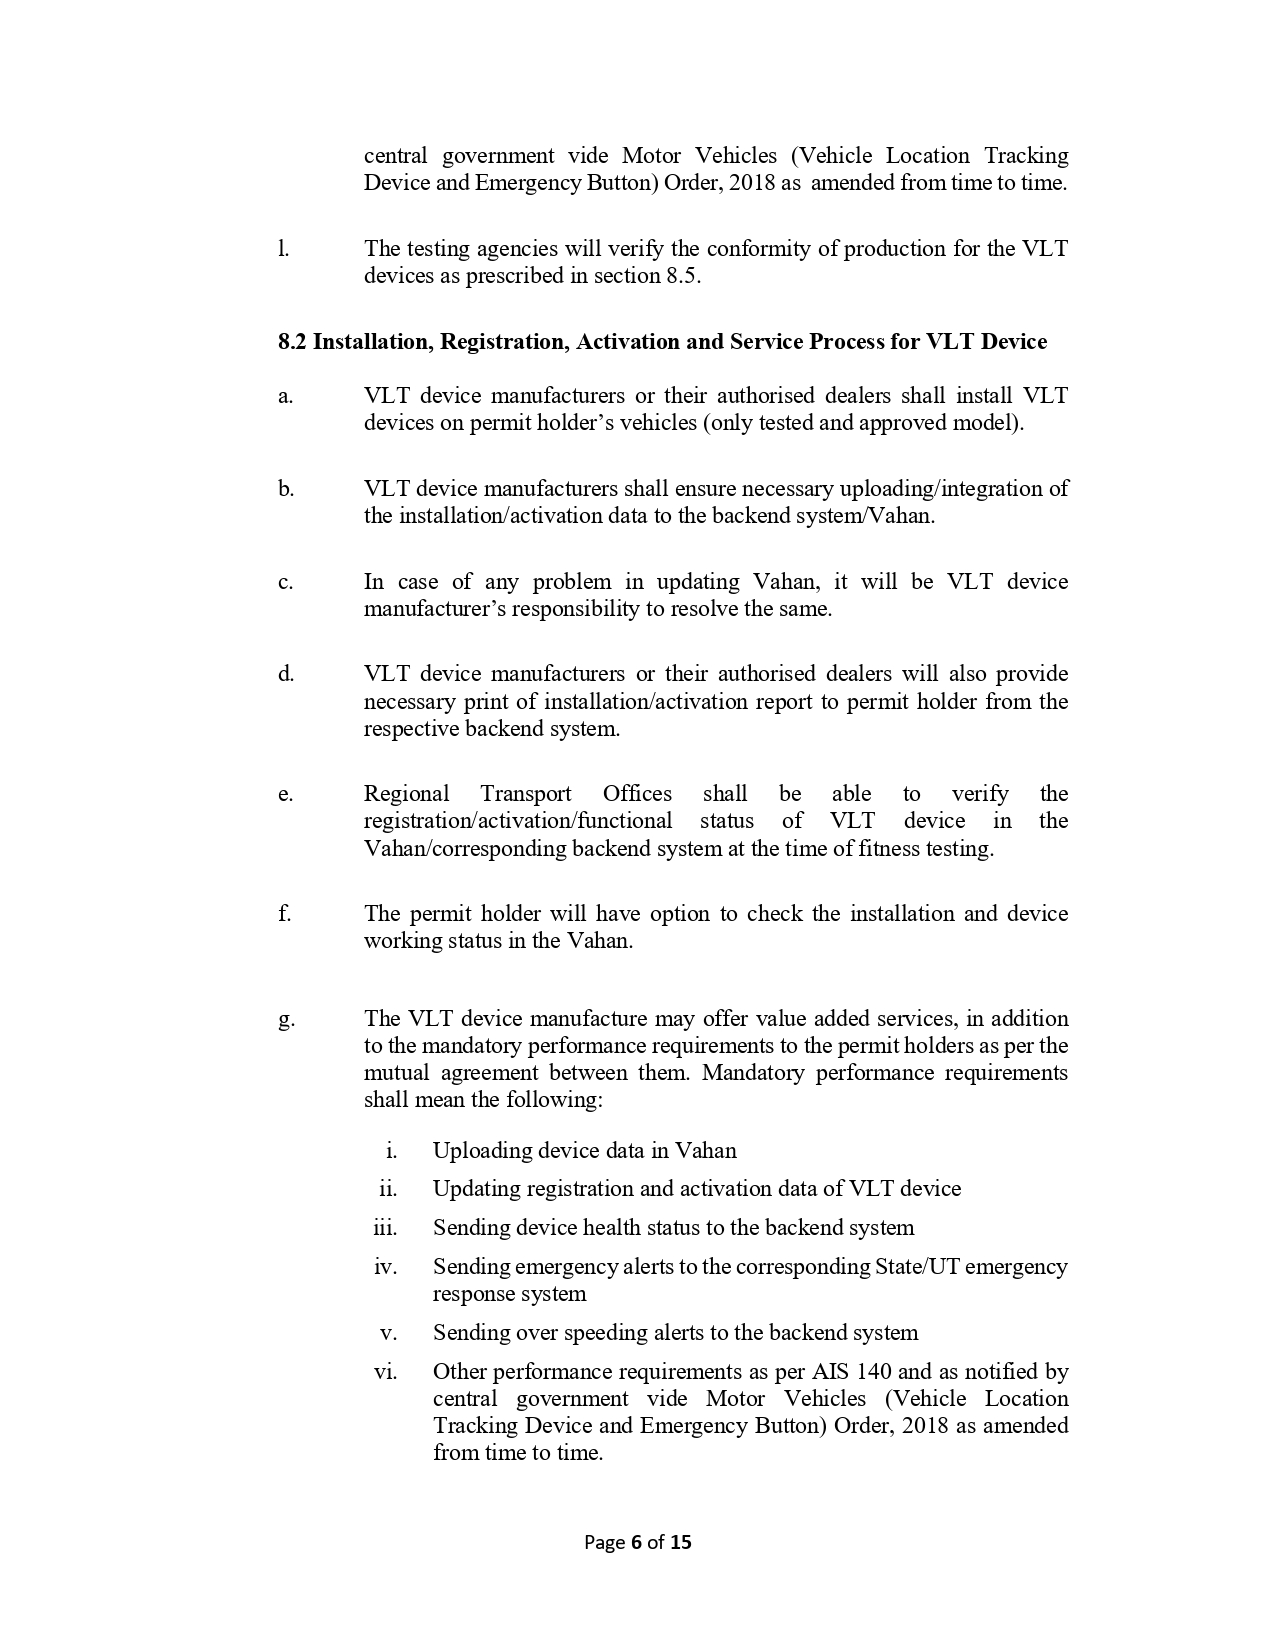 central government vide Motor Vehicles (Vehicle Location Tracking
Device and Emergency Button) Order, 2018 as amended from time to time.
l. The testing agencies will verify the conformity of production for the VLT
devices as prescribed in section 8.5.
8.2 Installation, Registration, Activation and Service Process for VLT Device
a. VLT device manufacturers or their authorised dealers shall install VLT
devices on permit holder’s vehicles (only tested and approved model).
b. VLT device manufacturers shall ensure necessary uploading/integration of
the installation/activation data to the backend system/Vahan.
c. In case of any problem in updating Vahan, it will be VLT device
manufacturer’s responsibility to resolve the same.
d. VLT device manufacturers or their authorised dealers will also provide
necessary print of installation/activation report to permit holder from the
respective backend system.
e. Regional Transport Offices shall be able to verify the
registration/activation/functional status of VLT device in the
Vahan/corresponding backend system at the time of fitness testing.
f. The permit holder will have option to check the installation and device
working status in the Vahan.
g. The VLT device manufacture may offer value added services, in addition
to the mandatory performance requirements to the permit holders as per the
mutual agreement between them. Mandatory performance requirements
shall mean the following:
i. Uploading device data in Vahan
ii. Updating registration and activation data of VLT device
iii. Sending device health status to the backend system
iv. Sending emergency alerts to the corresponding State/UT emergency
response system
v. Sending over speeding alerts to the backend system
vi. Other performance requirements as per AIS 140 and as notified by
central government vide Motor Vehicles (Vehicle Location
Tracking Device and Emergency Button) Order, 2018 as amended
from time to time.
Page 6 of 15